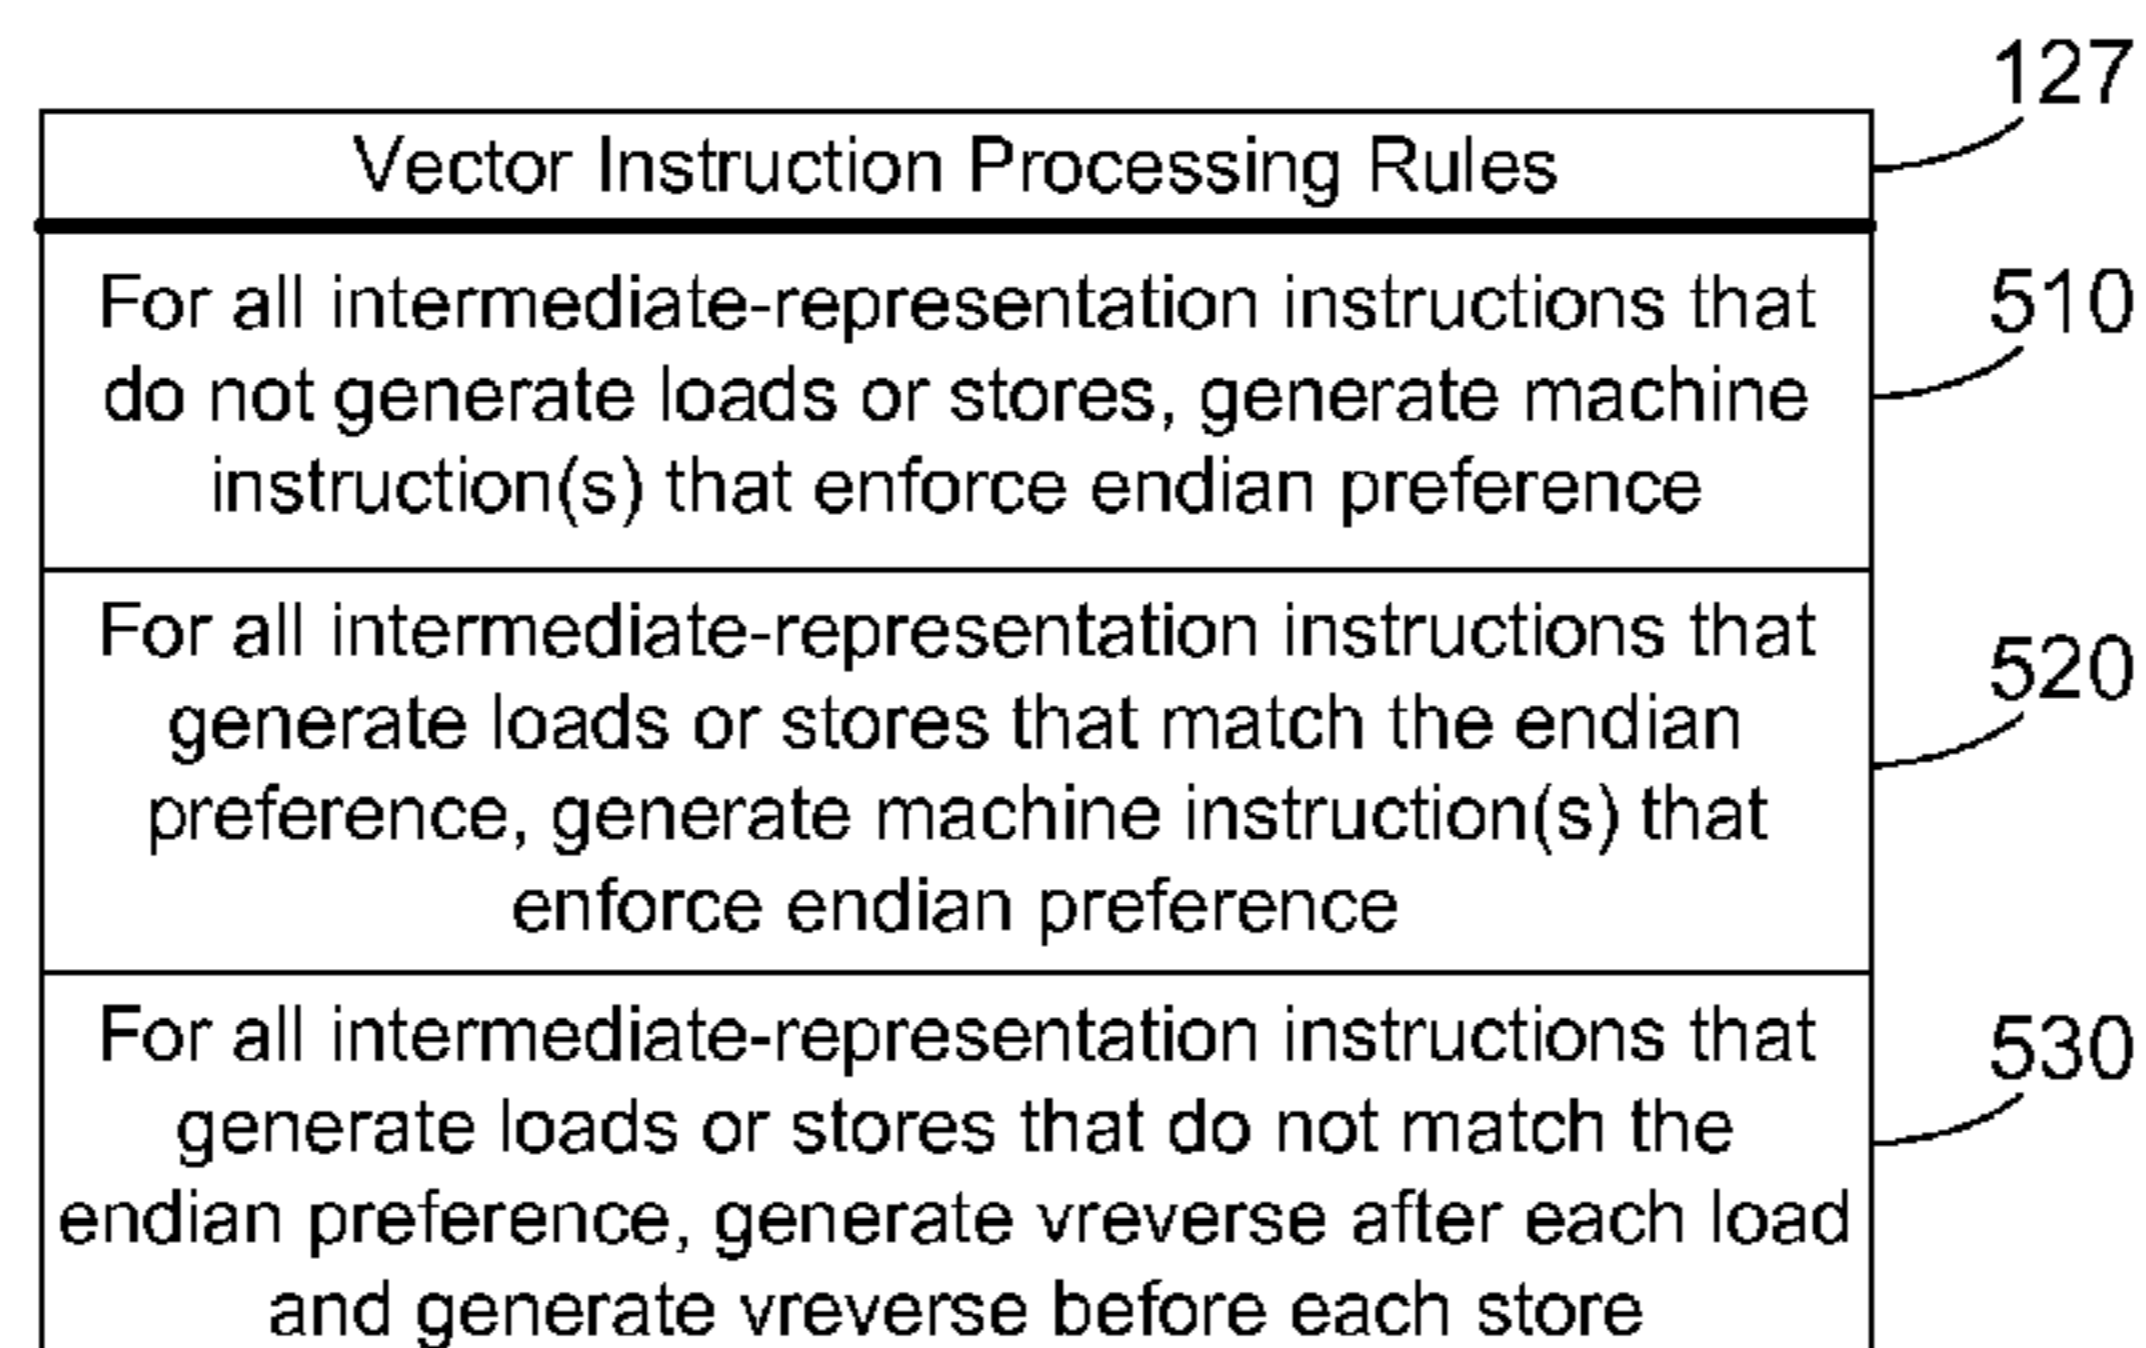 127
Vector Instruction Processing Rules
For all intermediate-representation instructions that
do not generate loads or stores, generate machine
instruction(s) that enforce endian preference
510
For all intermediate-representation instructions that
generate loads or stores that match the endian
preference, generate machine instruction(s) that
enforce endian preference
520
For all intermediate-representation instructions that
generate loads or stores that do not match the
endian preference, generate vreverse after each load
and generate vreverse before each store
530